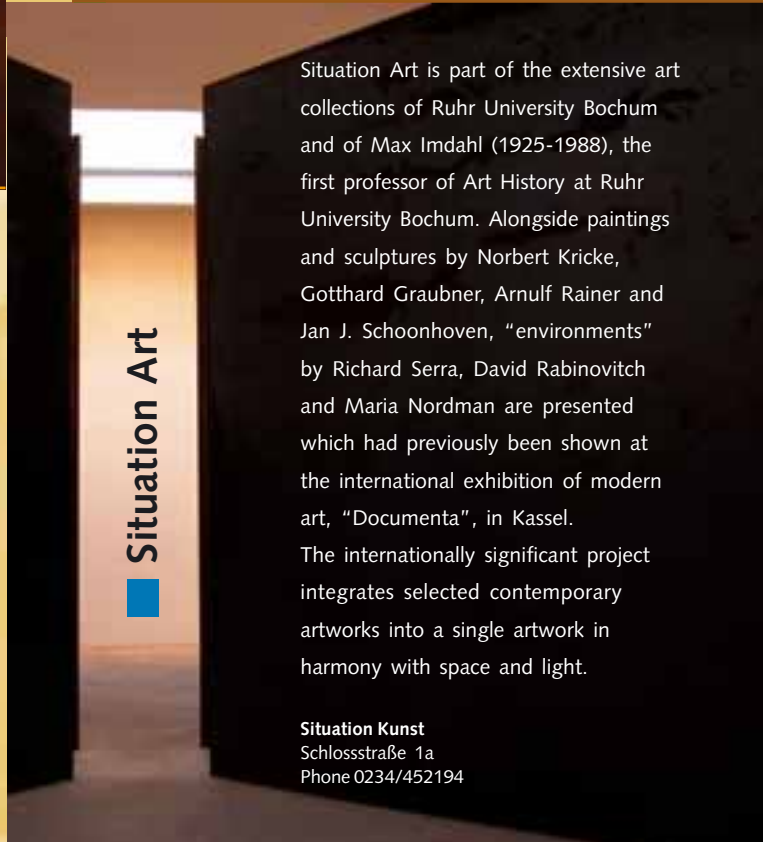 Situation Art
Situation Art is part of the extensive art
collections of Ruhr University Bochum
and of Max Imdahl (1925-1988), the
first professor of Art History at Ruhr
University Bochum. Alongside paintings
and sculptures by Norbert Kricke,
Gotthard Graubner, Arnulf Rainer and
Jan J. Schoonhoven, “environments”
by Richard Serra, David Rabinovitch
and Maria Nordman are presented
which had previously been shown at
the international exhibition of modern
art, “Documenta”, in Kassel.
The internationally significant project
integrates selected contemporary
artworks into a single artwork in
harmony with space and light.
Situation Kunst
Schlossstraße 1a
Phone 0234/452194